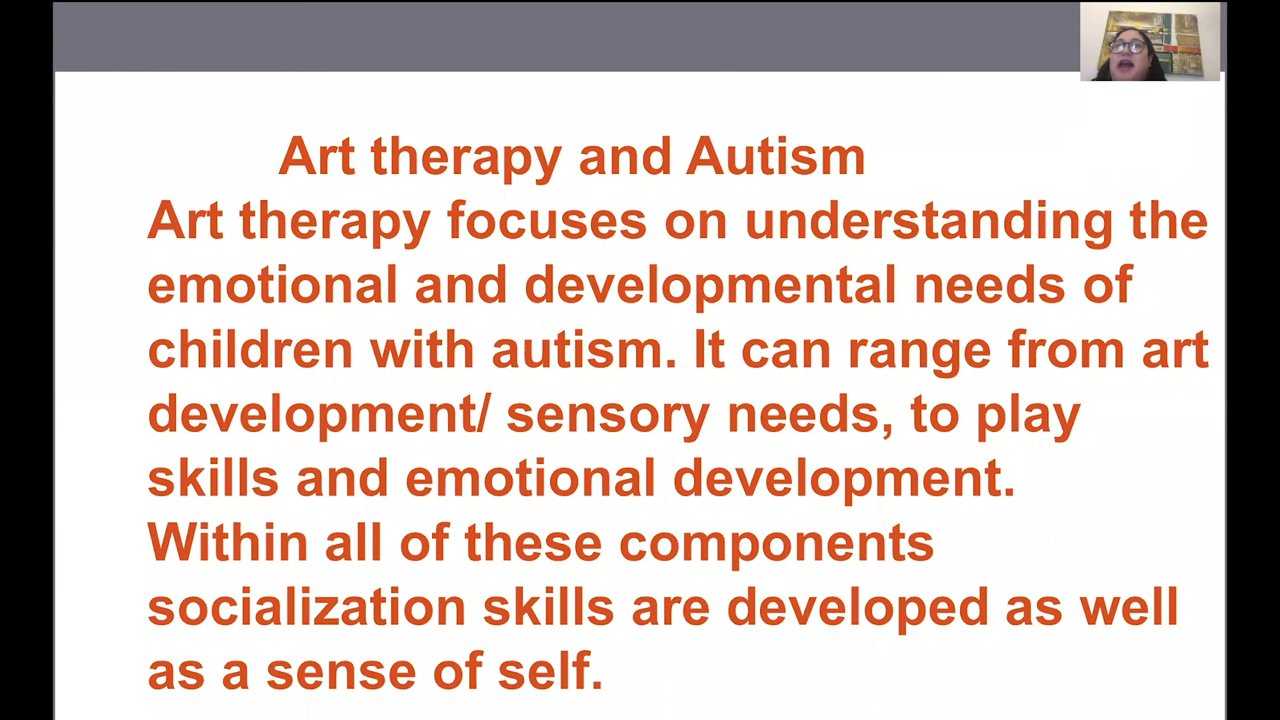 Art therapy and Autism
Art therapy focuses on understanding the
emotional and developmental needs of
children with autism. It can range from art
development/ sensory needs, to play
skills and emotional development.
Within all of these components
socialization skills are developed as well
as a sense of self.